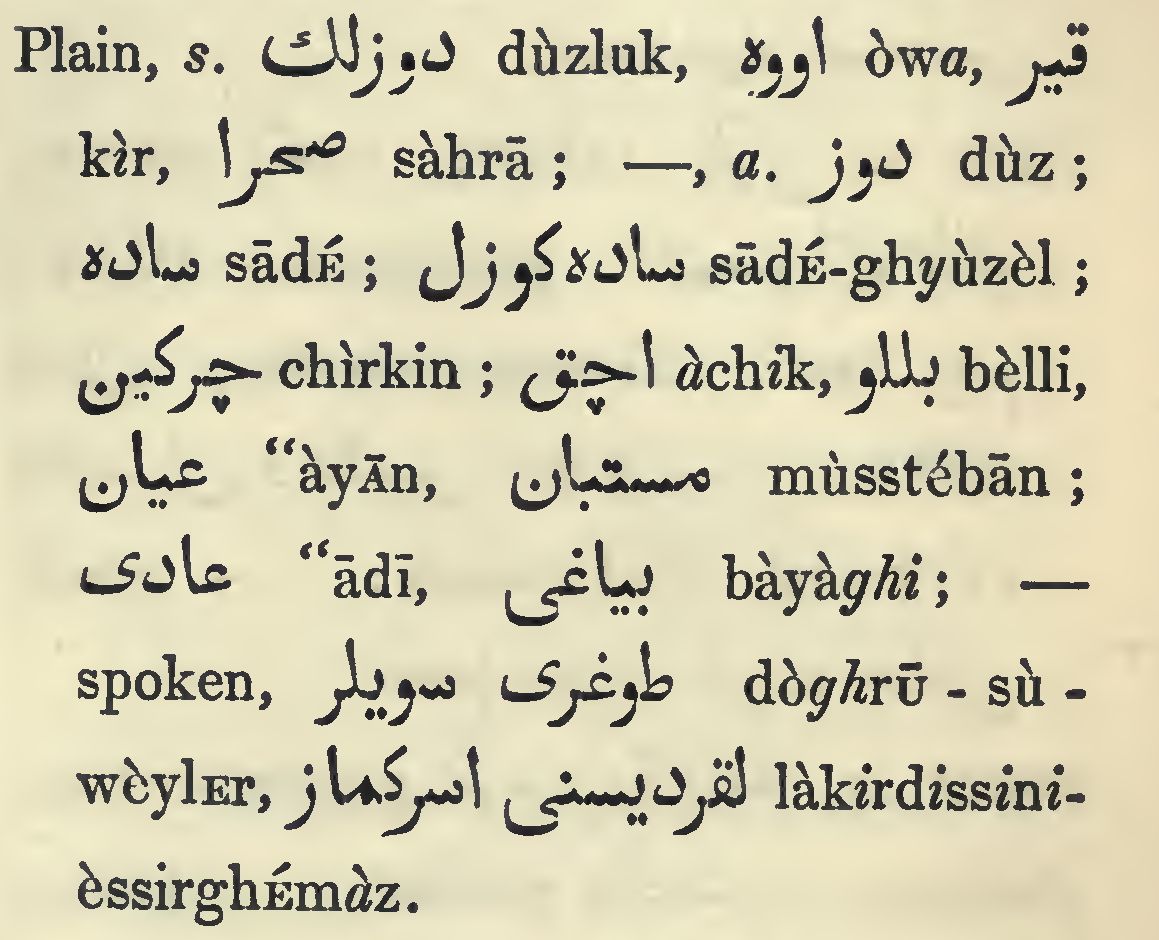 Plain, s. دوزلك dùzluk, اووه òwa, قير
kìr, صحرا sàhrā ; —, a. دوز dùz ;
ساده sādÉ ; ساده كوزل sādÉ-ghyùzèl ;
چركين chìrkin ; اچق àchik, بللو bèlli,
عيان “àyĀn, مستبان mùsstébān ;
عادى “ādī, بياغى bàyàghi ; —
spoken, طوغرى سويلر dòghrū - sù -
wèylEr, لقرديسنى اسركماز làkirdissini-
èssirghÉmàz.